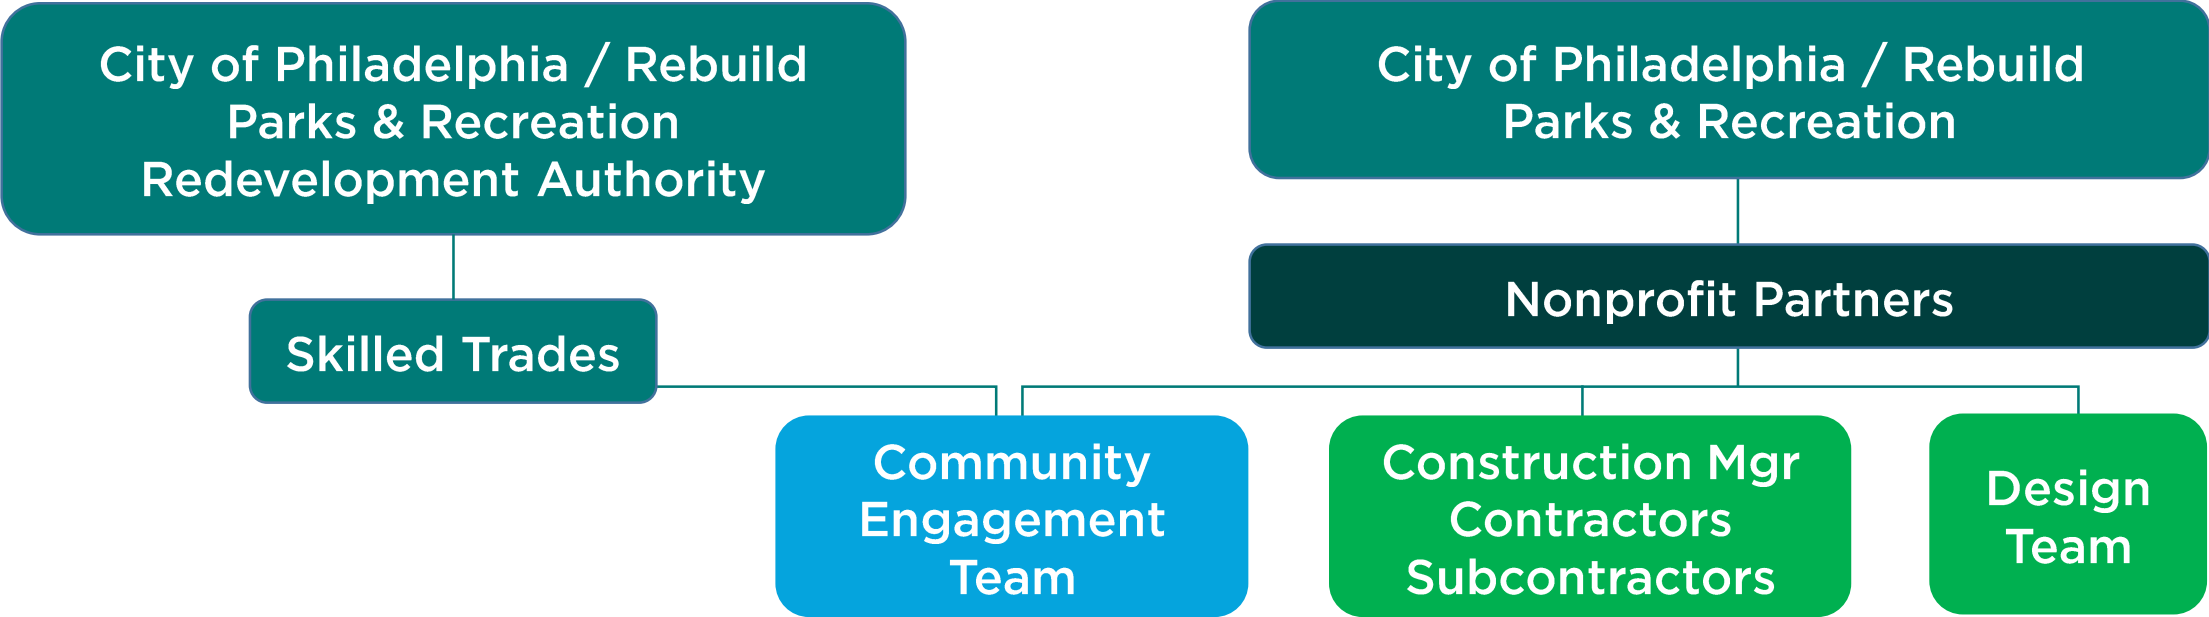 City of Philadelphia / Rebuild
Parks & Recreation
Redevelopment Authority
City of Philadelphia / Rebuild
Parks & Recreation
Nonprofit Partners
Skilled Trades
Community
Engagement
Team
Construction Mgr
Contractors
Subcontractors
Design
Team